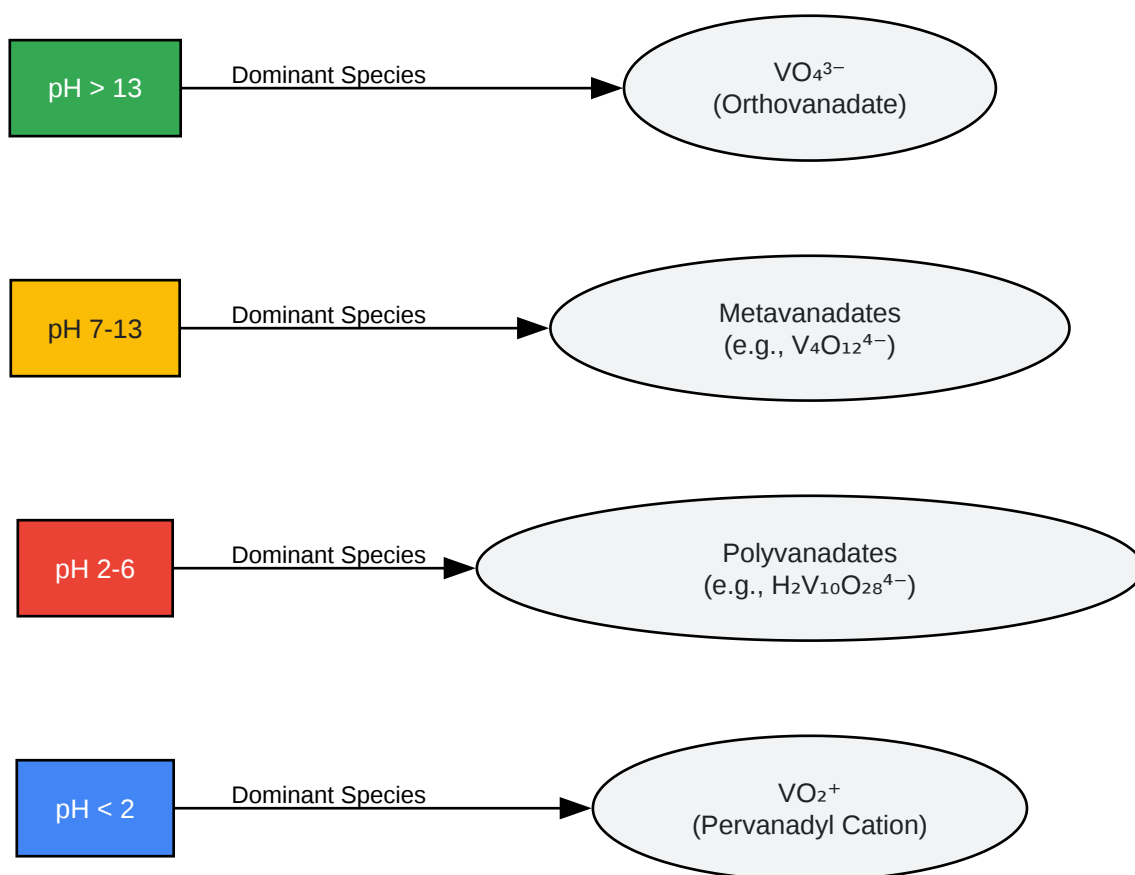 pH > 13
Dominant Species
VO₄³⁻
(Orthovanadate)
pH 7-13
Dominant Species
Metavanadates
(e.g., V₄O₁₂⁴⁻)
pH 2-6
Dominant Species
Polyvanadates
(e.g., H₂V₁₀O₂₈⁴⁻)
pH < 2
Dominant Species
VO₂⁺
(Pervanadyl Cation)